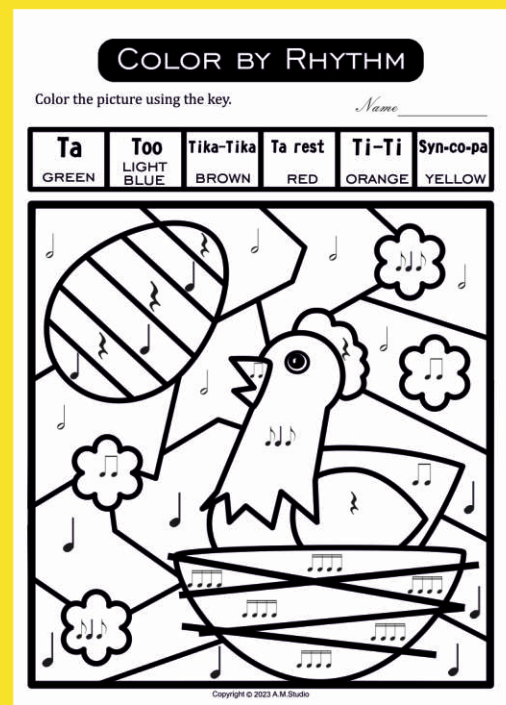 COLOR BY RHYTHM
Color the picture using the key.
Name
Ta
GREEN
Too
LIGHT
BLUE
Tika-Tika
BROWN
Ta rest
RED
Ti-Ti
ORANGE
Syn-co-pa
YELLOW
Copyright © 2023 A.M.Studio